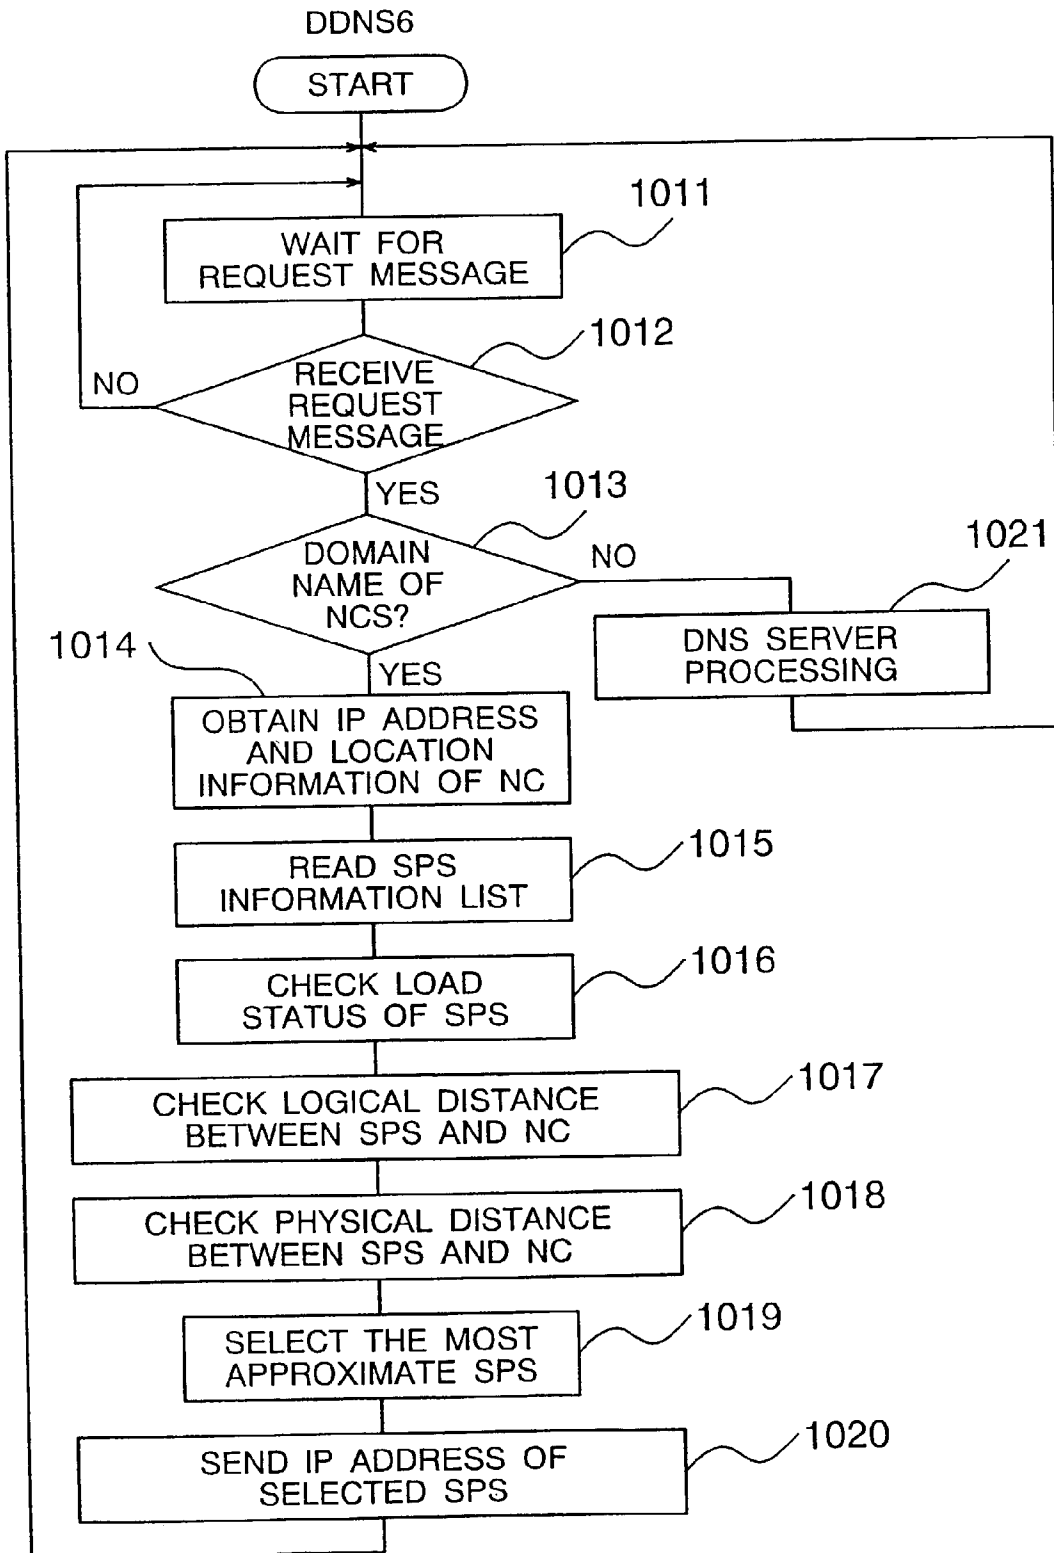 DDNS6
START
1011
WAIT FOR
REQUEST MESSAGE
1012
RECEIVE
REQUEST
MESSAGE
NO
YES
1013
DOMAIN
NAME OF
NCS?
NO
1021
DNS SERVER
PROCESSING
YES
1014
OBTAIN IP ADDRESS
AND LOCATION
INFORMATION OF NC
1015
READ SPS
INFORMATION LIST
1016
CHECK LOAD
STATUS OF SPS
1017
CHECK LOGICAL DISTANCE
BETWEEN SPS AND NC
1018
CHECK PHYSICAL DISTANCE
BETWEEN SPS AND NC
1019
SELECT THE MOST
APPROXIMATE SPS
1020
SEND IP ADDRESS OF
SELECTED SPS